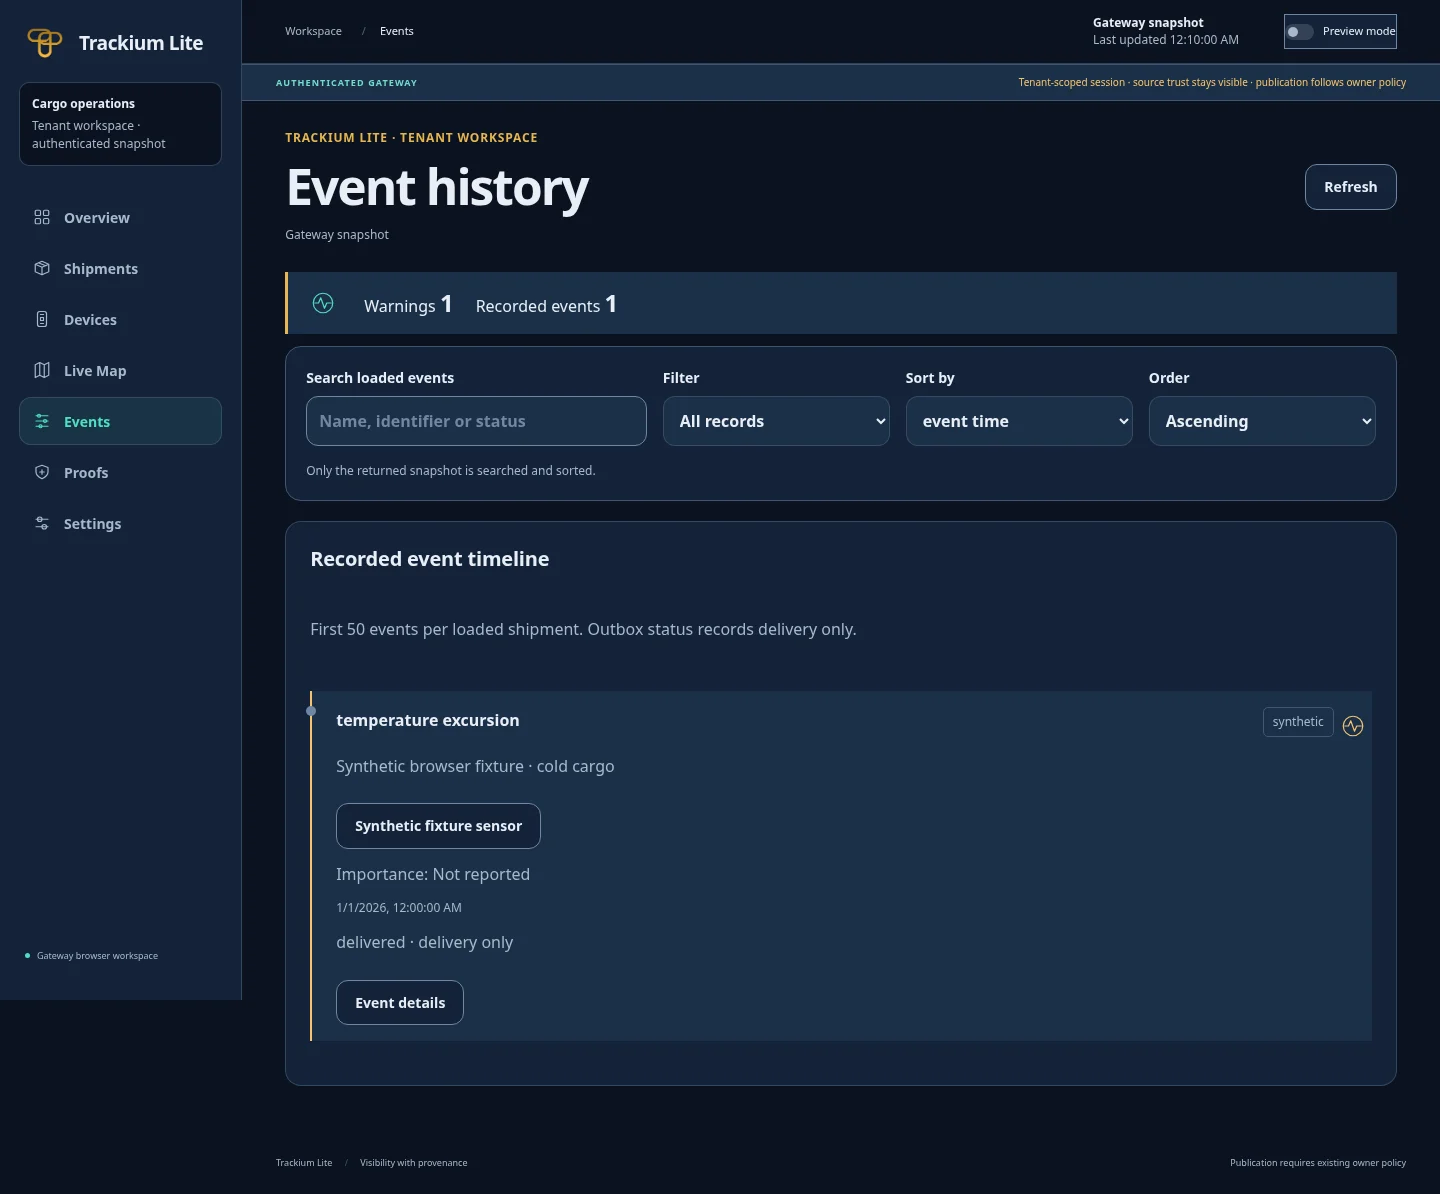 Trackium Lite
Cargo operations
Tenant workspace ·
authenticated snapshot
Overview
Shipments
Devices
Live Map
Events
Proofs
Settings
Gateway browser workspace
Workspace / Events
Gateway snapshot
Last updated 12:10:00 AM
Preview mode
AUTHENTICATED GATEWAY
Tenant-scoped session · source trust stays visible · publication follows owner policy
TRACKIUM LITE · TENANT WORKSPACE
Event history
Gateway snapshot
Refresh
Warnings 1 Recorded events 1
Search loaded events
Name, identifier or status
Filter
All records
Sort by
event time
Order
Ascending
Only the returned snapshot is searched and sorted.
Recorded event timeline
First 50 events per loaded shipment. Outbox status records delivery only.
temperature excursion
synthetic
Synthetic browser fixture · cold cargo
Synthetic fixture sensor
Importance: Not reported
1/1/2026, 12:00:00 AM
delivered · delivery only
Event details
Trackium Lite / Visibility with provenance
Publication requires existing owner policy